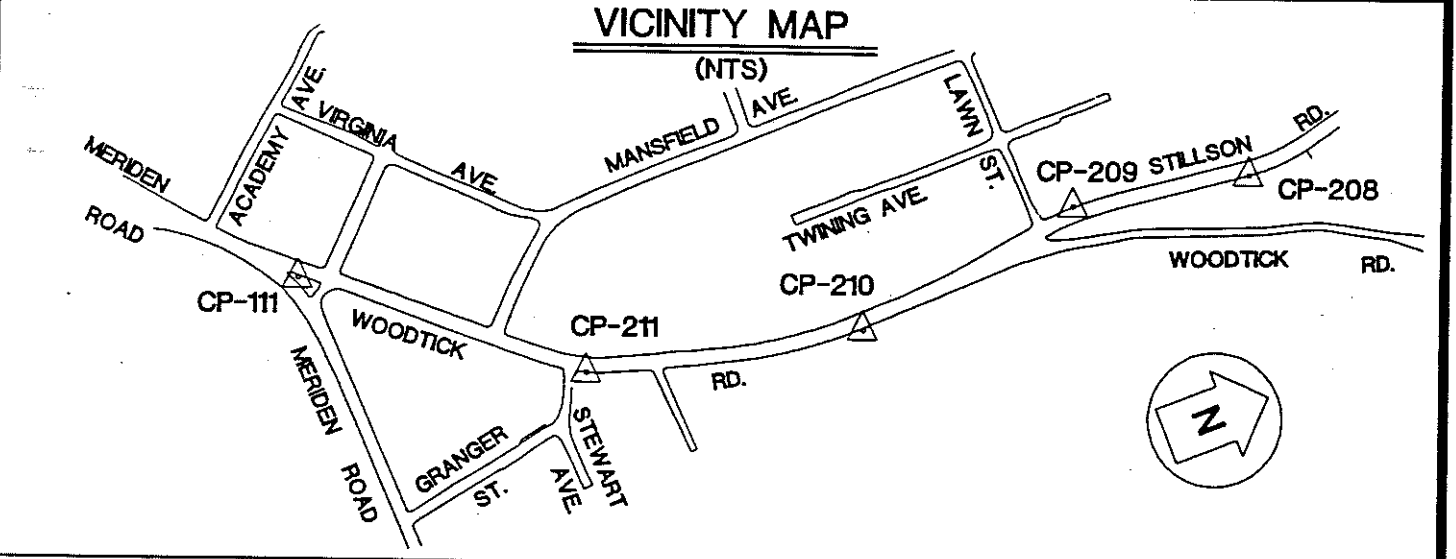 VICINITY MAP
(NTS)
AVE.
VIRGINIA
AVE.
ACADEMY
MERIDEN
ROAD
MANSFIELD
AVE.
LAWN
ST.
TWINING AVE.
CP-209
STILLSON
RD.
CP-208
WOODTICK
RD.
CP-210
CP-111
WOODTICK
CP-211
RD.
MERIDEN
ROAD
GRANGER
ST.
STEWART
AVE.
N